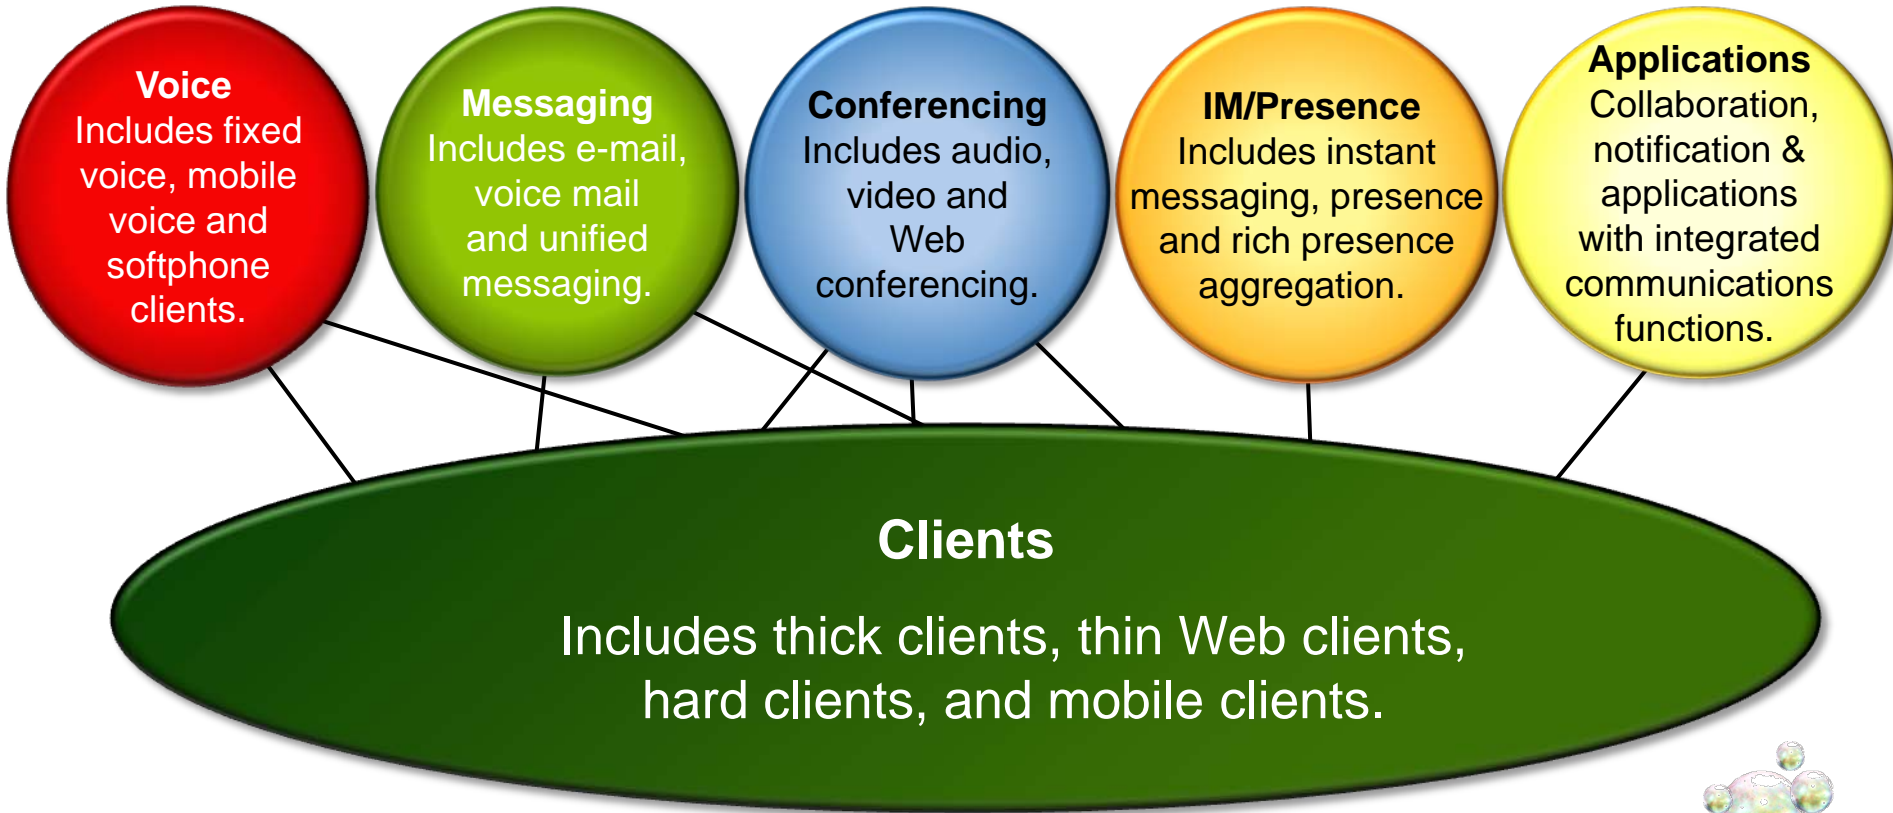 Voice
Includes fixed
voice, mobile
voice and
softphone
clients.
Messaging
Includes e-mail,
voice mail
and unified
messaging.
Conferencing
Includes audio,
video and
Web
conferencing.
IM/Presence
Includes instant
messaging, presence
and rich presence
aggregation.
Applications
Collaboration,
notification &
applications
with integrated
communications
functions.
Clients
Includes thick clients, thin Web clients,
hard clients, and mobile clients.